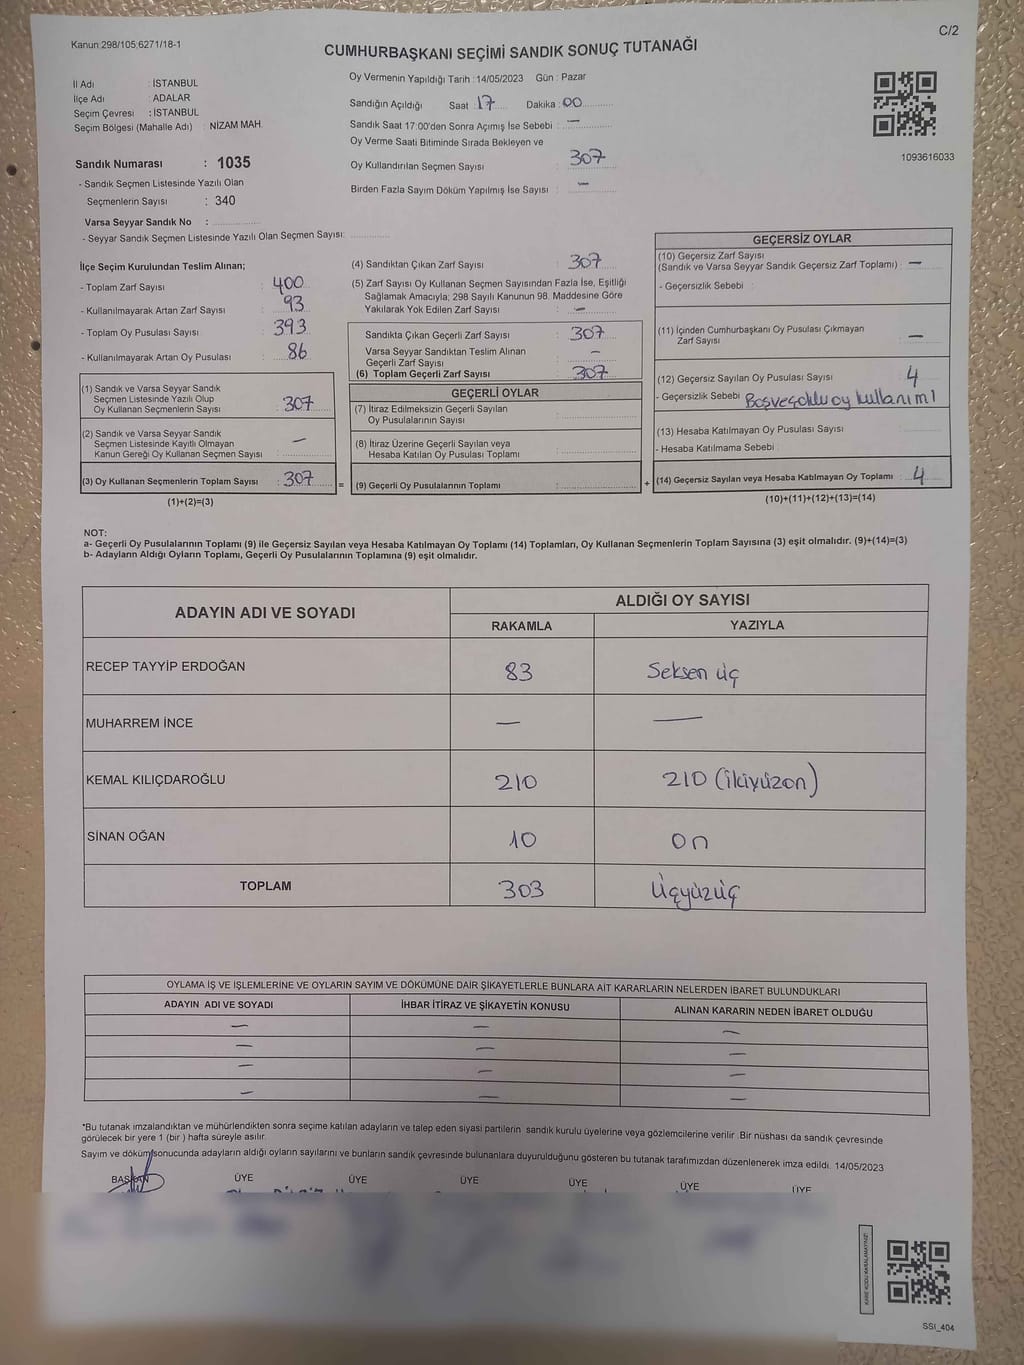 Kanun:298/105;6271/18-1
C/2
CUMHURBAŞKANI SEÇİMİ SANDIK SONUÇ TUTANAĞI
İl Adı : İSTANBUL
İlçe Adı : ADALAR
Seçim Çevresi : İSTANBUL
Seçim Bölgesi (Mahalle Adı) : NİZAM MAH.
Sandık Numarası : 1035
- Sandık Seçmen Listesinde Yazılı Olan
Seçmenlerin Sayısı : 340
Varsa Seyyar Sandık No :
- Seyyar Sandık Seçmen Listesinde Yazılı Olan Seçmen Sayısı:
Oy Vermenin Yapıldığı Tarih : 14/05/2023 Gün : Pazar
Sandığın Açıldığı Saat : 17 Dakika : 00
Sandık Saat 17:00'den Sonra Açımış İse Sebebi : —
Oy Verme Saati Bitiminde Sırada Bekleyen ve
Oy Kullandırılan Seçmen Sayısı : 307
Birden Fazla Sayım Döküm Yapılmış İse Sayısı : —
1093616033
İlçe Seçim Kurulundan Teslim Alınan;
- Toplam Zarf Sayısı : 400
- Kullanılmayarak Artan Zarf Sayısı : 93
- Toplam Oy Pusulası Sayısı : 393
- Kullanılmayarak Artan Oy Pusulası : 86
(1) Sandık ve Varsa Seyyar Sandık
Seçmen Listesinde Yazılı Olup
Oy Kullanan Seçmenlerin Sayısı : 307
(2) Sandık ve Varsa Seyyar Sandık
Seçmen Listesinde Kayıtlı Olmayan
Kanun Gereği Oy Kullanan Seçmen Sayısı : —
(3) Oy Kullanan Seçmenlerin Toplam Sayısı : 307
(1)+(2)=(3)
(4) Sandıktan Çıkan Zarf Sayısı : 307
(5) Zarf Sayısı Oy Kullanan Seçmen Sayısından Fazla İse, Eşitliği
Sağlamak Amacıyla; 298 Sayılı Kanunun 98. Maddesine Göre
Yakılarak Yok Edilen Zarf Sayısı : —
Sandıkta Çıkan Geçerli Zarf Sayısı : 307
Varsa Seyyar Sandıktan Teslim Alınan
Geçerli Zarf Sayısı : —
(6) Toplam Geçerli Zarf Sayısı : 307
GEÇERLİ OYLAR
(7) İtiraz Edilmeksizin Geçerli Sayılan
Oy Pusulalarının Sayısı :
(8) İtiraz Üzerine Geçerli Sayılan veya
Hesaba Katılan Oy Pusulası Toplamı :
= (9) Geçerli Oy Pusulalarının Toplamı :
GEÇERSİZ OYLAR
(10) Geçersiz Zarf Sayısı
(Sandık ve Varsa Seyyar Sandık Geçersiz Zarf Toplamı) : —
- Geçersizlik Sebebi :
(11) İçinden Cumhurbaşkanı Oy Pusulası Çıkmayan
Zarf Sayısı : —
(12) Geçersiz Sayılan Oy Pusulası Sayısı : 4
- Geçersizlik Sebebi : Boş ve çoklu oy kullanımı
(13) Hesaba Katılmayan Oy Pusulası Sayısı :
- Hesaba Katılmama Sebebi :
+ (14) Geçersiz Sayılan veya Hesaba Katılmayan Oy Toplamı : 4
(10)+(11)+(12)+(13)=(14)
NOT:
a- Geçerli Oy Pusulalarının Toplamı (9) ile Geçersiz Sayılan veya Hesaba Katılmayan Oy Toplamı (14) Toplamları, Oy Kullanan Seçmenlerin Toplam Sayısına (3) eşit olmalıdır. (9)+(14)=(3)
b- Adayların Aldığı Oyların Toplamı, Geçerli Oy Pusulalarının Toplamına (9) eşit olmalıdır.
ADAYIN ADI VE SOYADI ALDIĞI OY SAYISI
RAKAMLA YAZIYLA
RECEP TAYYİP ERDOĞAN 83 Seksen üç
MUHARREM İNCE — —
KEMAL KILIÇDAROĞLU 210 210 (İkiyüzon)
SİNAN OĞAN 10 on
TOPLAM 303 Üçyüzüç
OYLAMA İŞ VE İŞLEMLERİNE VE OYLARIN SAYIM VE DÖKÜMÜNE DAİR ŞİKAYETLERLE BUNLARA AİT KARARLARIN NELERDEN İBARET BULUNDUKLARI
ADAYIN ADI VE SOYADI İHBAR İTİRAZ VE ŞİKAYETİN KONUSU ALINAN KARARIN NEDEN İBARET OLDUĞU
— — —
— — —
— — —
— — —
*Bu tutanak imzalandıktan ve mühürlendikten sonra seçime katılan adayların ve talep eden siyasi partilerin sandık kurulu üyelerine veya gözlemcilerine verilir .Bir nüshası da sandık çevresinde
görülecek bir yere 1 (bir ) hafta süreyle asılır.
Sayım ve döküm sonucunda adayların aldığı oyların sayılarını ve bunların sandık çevresinde bulunanlara duyurulduğunu gösteren bu tutanak tarafımızdan düzenlenerek imza edildi. 14/05/2023
BAŞKAN ÜYE ÜYE ÜYE ÜYE ÜYE ÜYE
KARE KODU KARALAMAYINIZ!
SSI_404